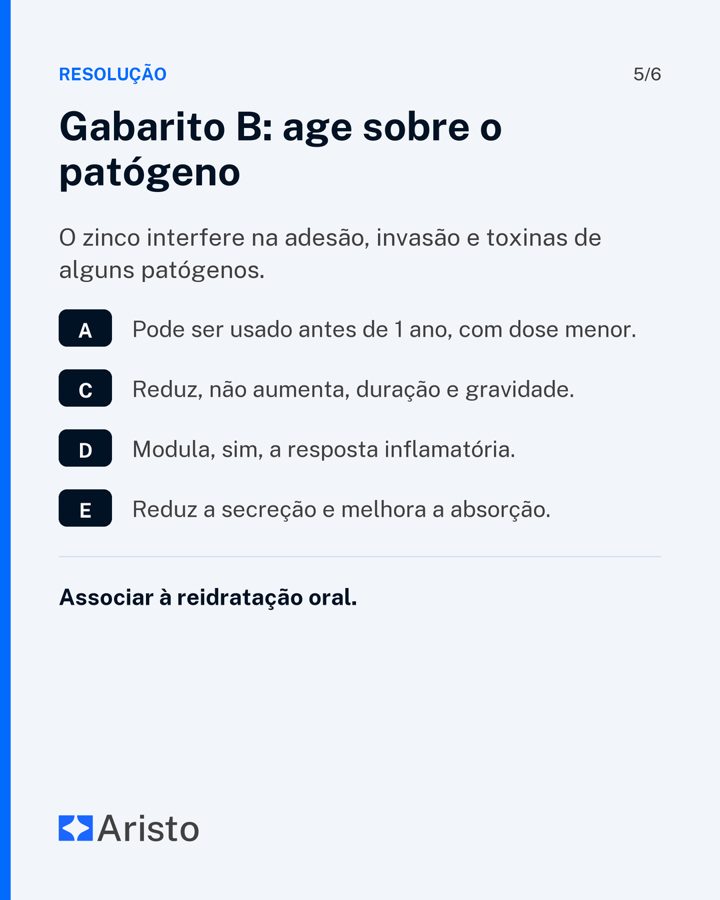 RESOLUÇÃO
5/6
Gabarito B: age sobre o
patógeno
O zinco interfere na adesão, invasão e toxinas de
alguns patógenos.
A Pode ser usado antes de 1 ano, com dose menor.
C Reduz, não aumenta, duração e gravidade.
D Modula, sim, a resposta inflamatória.
E Reduz a secreção e melhora a absorção.
Associar à reidratação oral.
Aristo